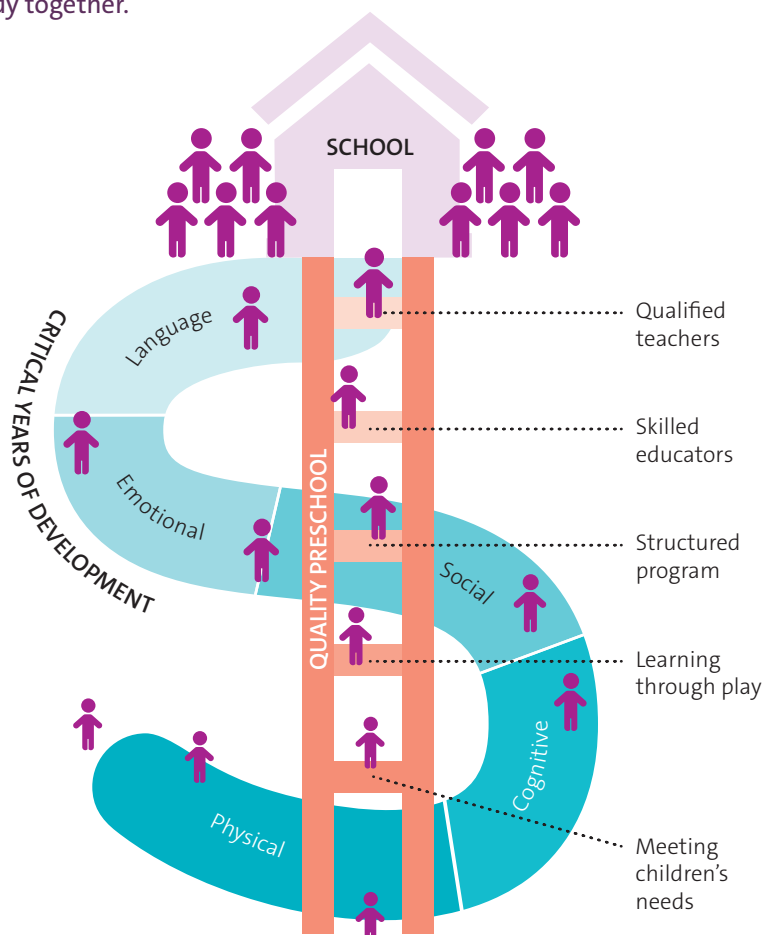 dy together.
SCHOOL
Language
Qualified
teachers
CRITICAL YEARS OF DEVELOPMENT
Skilled
educators
QUALITY PRESCHOOL
Emotional
Structured
program
Social
Learning
through play
Cognitive
Physical
Meeting
children’s
needs